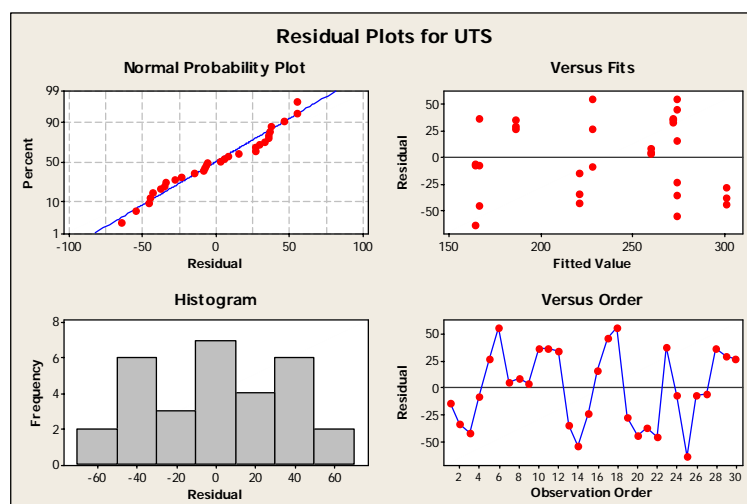 Residual Plots for UTS
Normal Probability Plot
99
90
50
10
1
Percent
-100 -50 0 50 100
Residual
Versus Fits
50
25
0
-25
-50
Residual
150 200 250 300
Fitted Value
Histogram
8
6
4
2
0
Frequency
-60 -40 -20 0 20 40 60
Residual
Versus Order
50
25
0
-25
-50
Residual
2 4 6 8 10 12 14 16 18 20 22 24 26 28 30
Observation Order